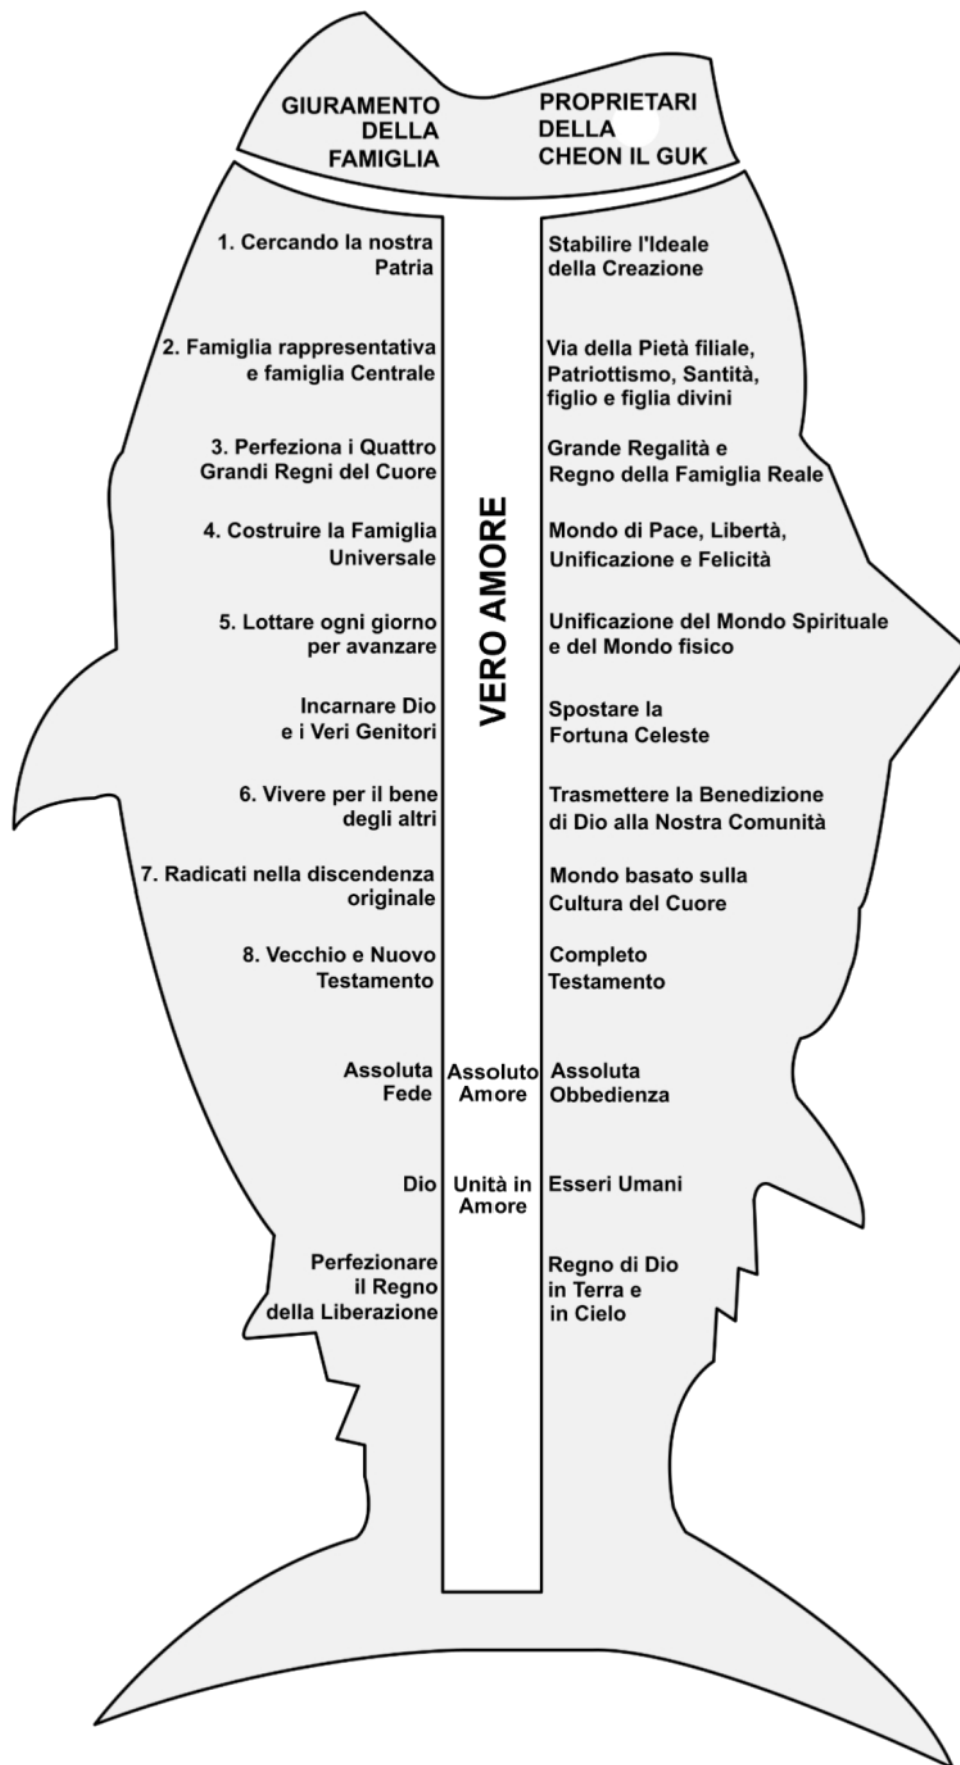 GIURAMENTO
DELLA
FAMIGLIA
PROPRIETARI
DELLA
CHEON IL GUK
1. Cercando la nostra
Patria
Stabilire l'Ideale
della Creazione
2. Famiglia rappresentativa
e famiglia Centrale
Via della Pietà filiale,
Patriottismo, Santità,
figlio e figlia divini
3. Perfeziona i Quattro
Grandi Regni del Cuore
Grande Regalità e
Regno della Famiglia Reale
VERO AMORE
4. Costruire la Famiglia
Universale
Mondo di Pace, Libertà,
Unificazione e Felicità
5. Lottare ogni giorno
per avanzare
Unificazione del Mondo Spirituale
e del Mondo fisico
Incarnare Dio
e i Veri Genitori
Spostare la
Fortuna Celeste
6. Vivere per il bene
degli altri
Trasmettere la Benedizione
di Dio alla Nostra Comunità
7. Radicati nella discendenza
originale
Mondo basato sulla
Cultura del Cuore
8. Vecchio e Nuovo
Testamento
Completo
Testamento
Assoluta
Fede
Assoluto
Amore
Assoluta
Obbedienza
Dio
Unità in
Amore
Esseri Umani
Perfezionare
il Regno
della Liberazione
Regno di Dio
in Terra e
in Cielo